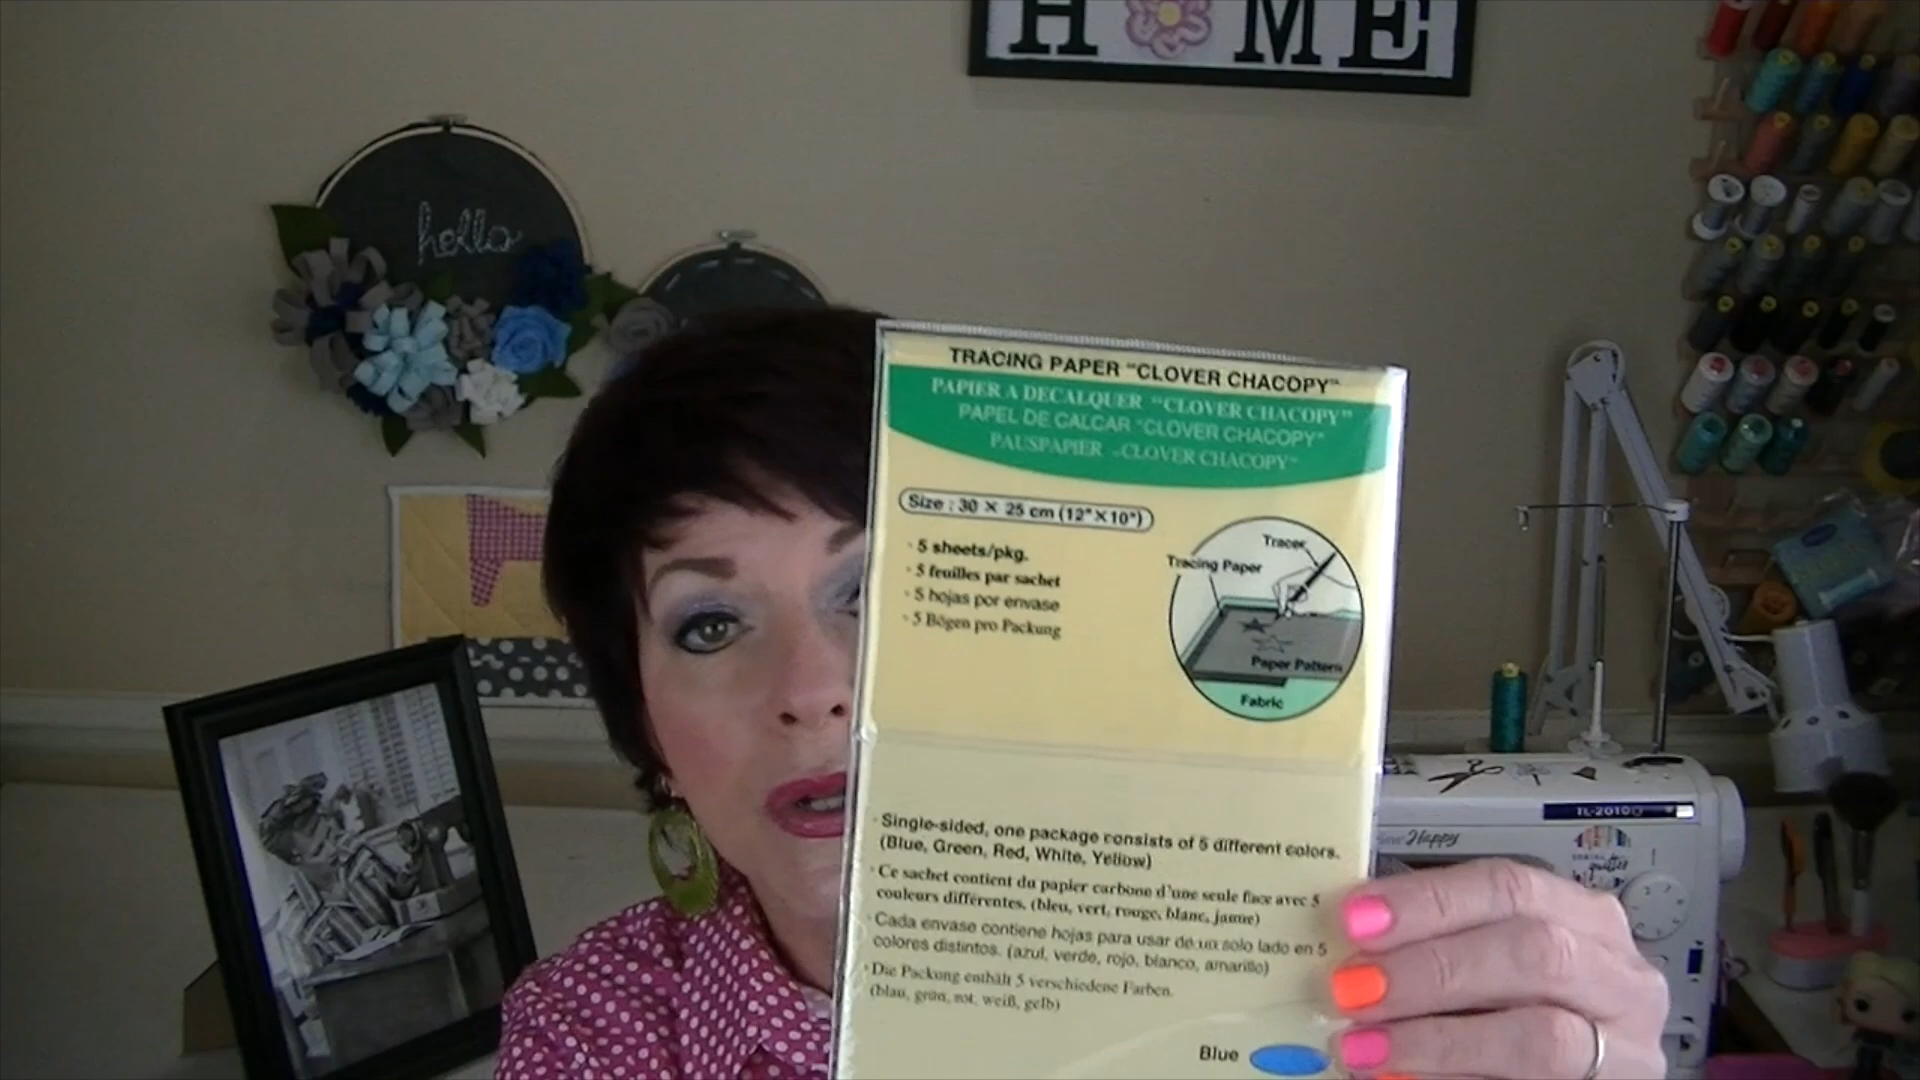 HOME
hello
TRACING PAPER "CLOVER CHACOPY"
PAPIER A DECALQUER "CLOVER CHACOPY"
PAPEL DE CALCAR "CLOVER CHACOPY"
PAUSPAPIER "CLOVER CHACOPY"
Size : 30 × 25 cm (12"×10")
· 5 sheets/pkg.
· 5 feuilles par sachet
· 5 hojas por envase
· 5 Bögen pro Packung
Tracer
Tracing Paper
Paper Pattern
Fabric
· Single-sided, one package consists of 5 different colors.
(Blue, Green, Red, White, Yellow)
· Ce sachet contient du papier carbone d'une seule face avec 5
couleurs différentes, (bleu, vert, rouge, blanc, jaune)
· Cada envase contiene hojas para usar de un solo lado en 5
colores distintos. (azul, verde, rojo, blanco, amarillo)
· Die Packung enthält 5 verschiedene Farben.
(blau, grün, rot, weiß, gelb)
Blue
TL-2010Q
Happy